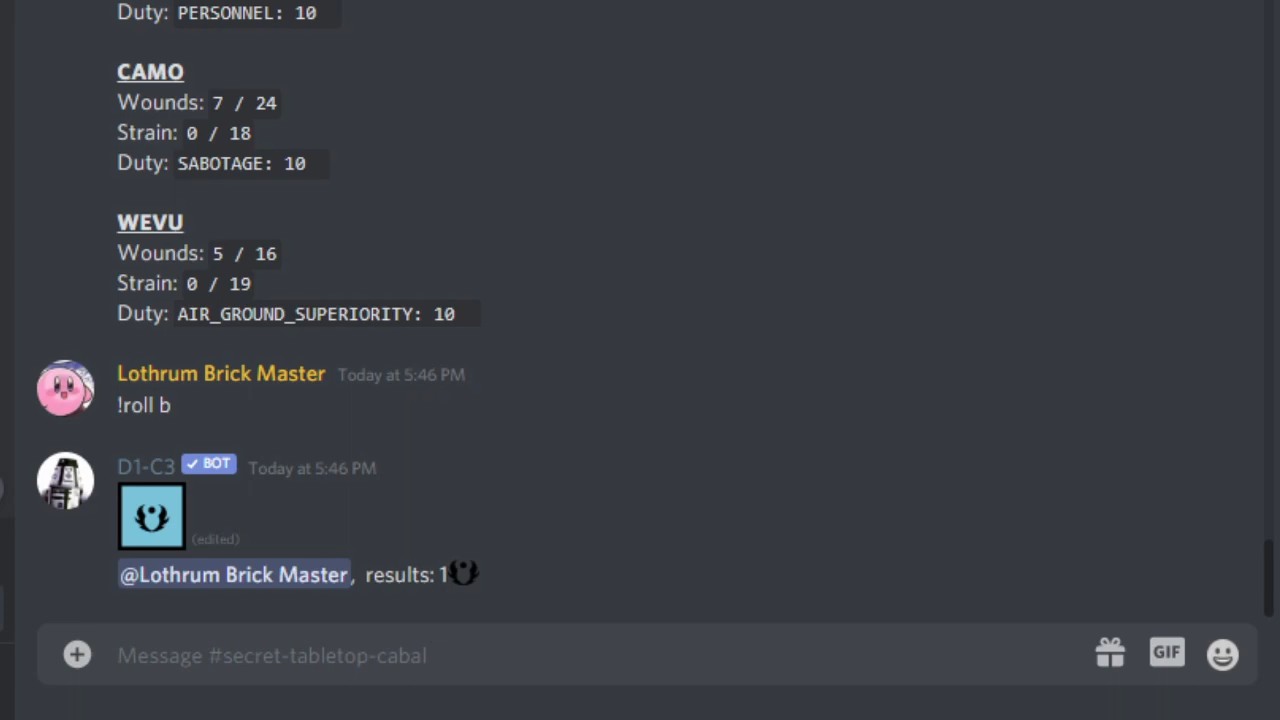 Duty: PERSONNEL: 10
CAMO
Wounds: 7 / 24
Strain: 0 / 18
Duty: SABOTAGE: 10
WEVU
Wounds: 5 / 16
Strain: 0 / 19
Duty: AIR_GROUND_SUPERIORITY: 10
Lothrum Brick Master Today at 5:46 PM
!roll b
D1-C3 ✓ BOT Today at 5:46 PM
(edited)
@Lothrum Brick Master, results: 1
Message #secret-tabletop-cabal
GIF